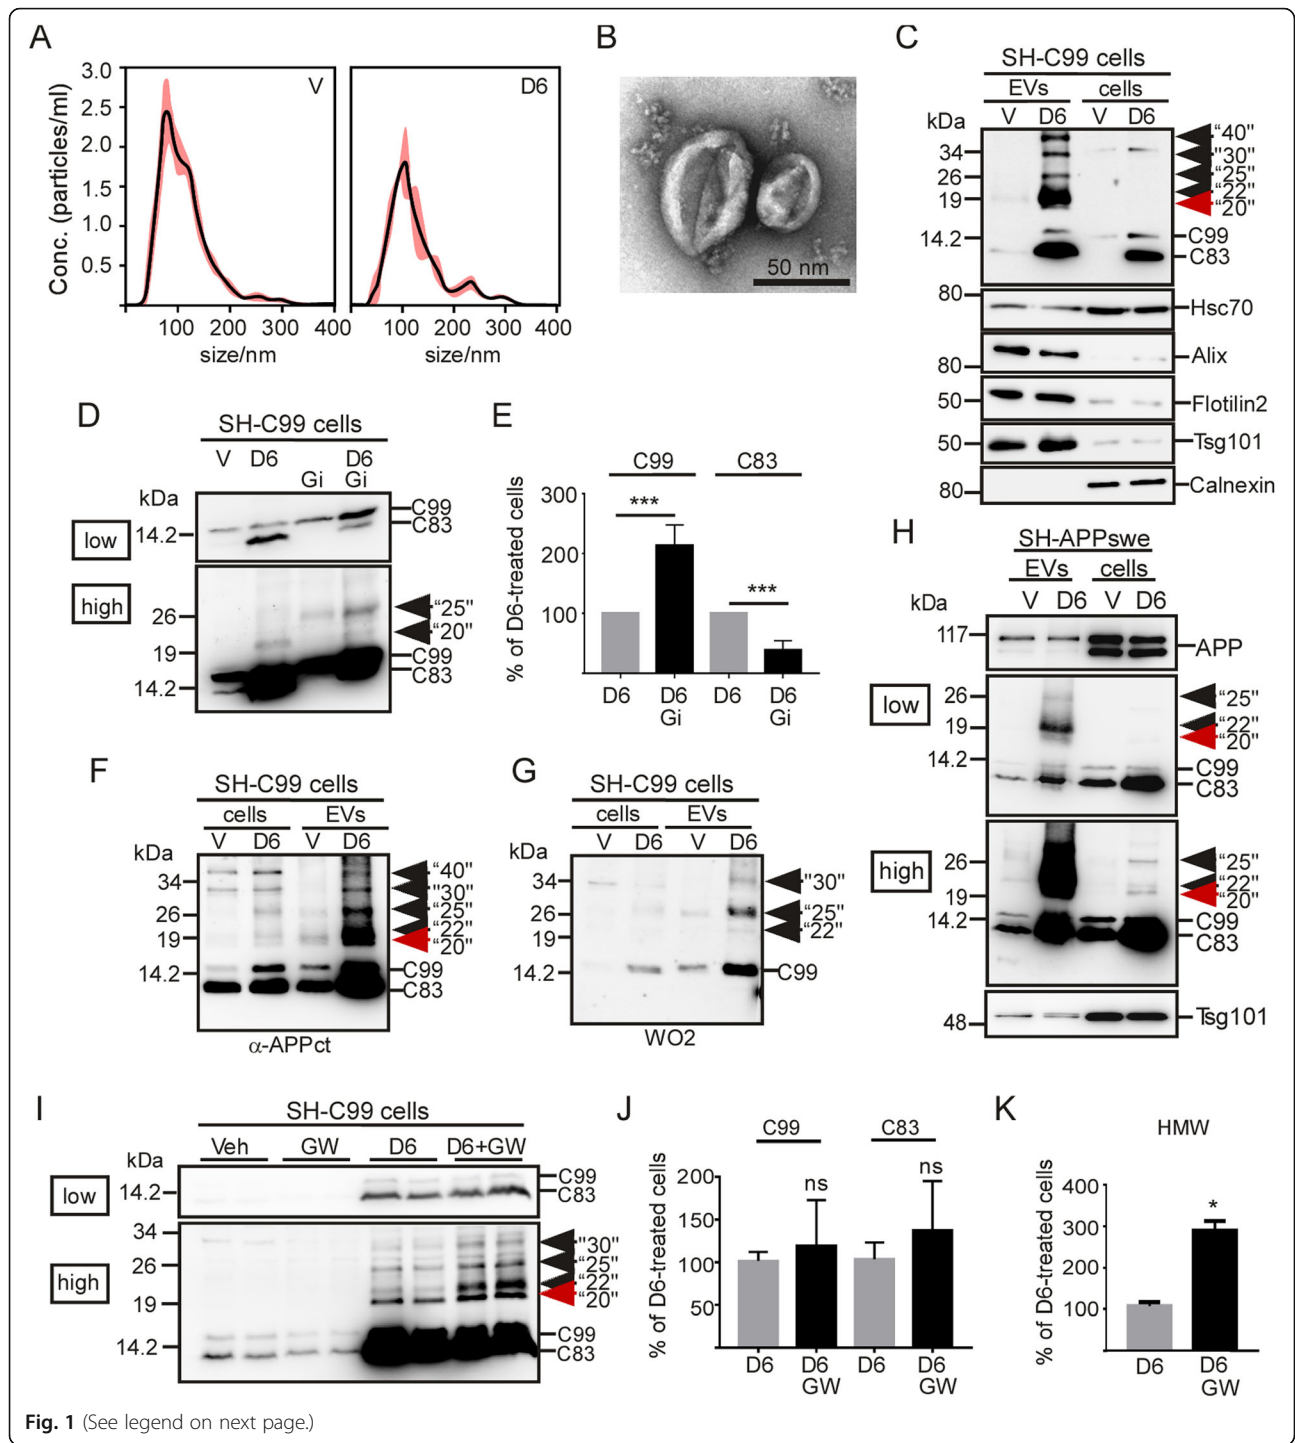 A
V
D6
Conc. (particles/ml)
3.0
2.5
2.0
1.5
1.0
0.5
100 200 300 400
100 200 300 400
size/nm
size/nm
B
50 nm
C
SH-C99 cells
EVs cells
V D6 V D6
kDa
34
26
19
14.2
"40"
"30"
"25"
"22"
"20"
C99
C83
80
Hsc70
80
Alix
50
Flotilin2
50
Tsg101
80
Calnexin
D
SH-C99 cells
V D6 Gi D6 Gi
kDa
low
14.2
C99
C83
high
26
19
14.2
"25"
"20"
C99
C83
E
C99 C83
% of D6-treated cells
300
200
100
*** ***
D6 D6 D6 D6
Gi Gi
F
SH-C99 cells
cells EVs
V D6 V D6
kDa
34
26
19
14.2
"40"
"30"
"25"
"22"
"20"
C99
C83
α-APPct
G
SH-C99 cells
cells EVs
V D6 V D6
kDa
34
26
19
14.2
"30"
"25"
"22"
C99
WO2
H
SH-APPswe
EVs cells
V D6 V D6
kDa
117
APP
low
26
19
14.2
"25"
"22"
"20"
C99
C83
high
26
19
14.2
"25"
"22"
"20"
C99
C83
48
Tsg101
I
SH-C99 cells
Veh GW D6 D6+GW
kDa
low
14.2
C99
C83
high
34
26
19
14.2
"30"
"25"
"22"
"20"
C99
C83
J
C99 C83
% of D6-treated cells
200
150
100
50
ns ns
D6 D6 D6 D6
GW GW
K
HMW
% of D6-treated cells
400
300
200
100
*
D6 D6
GW
Fig. 1 (See legend on next page.)